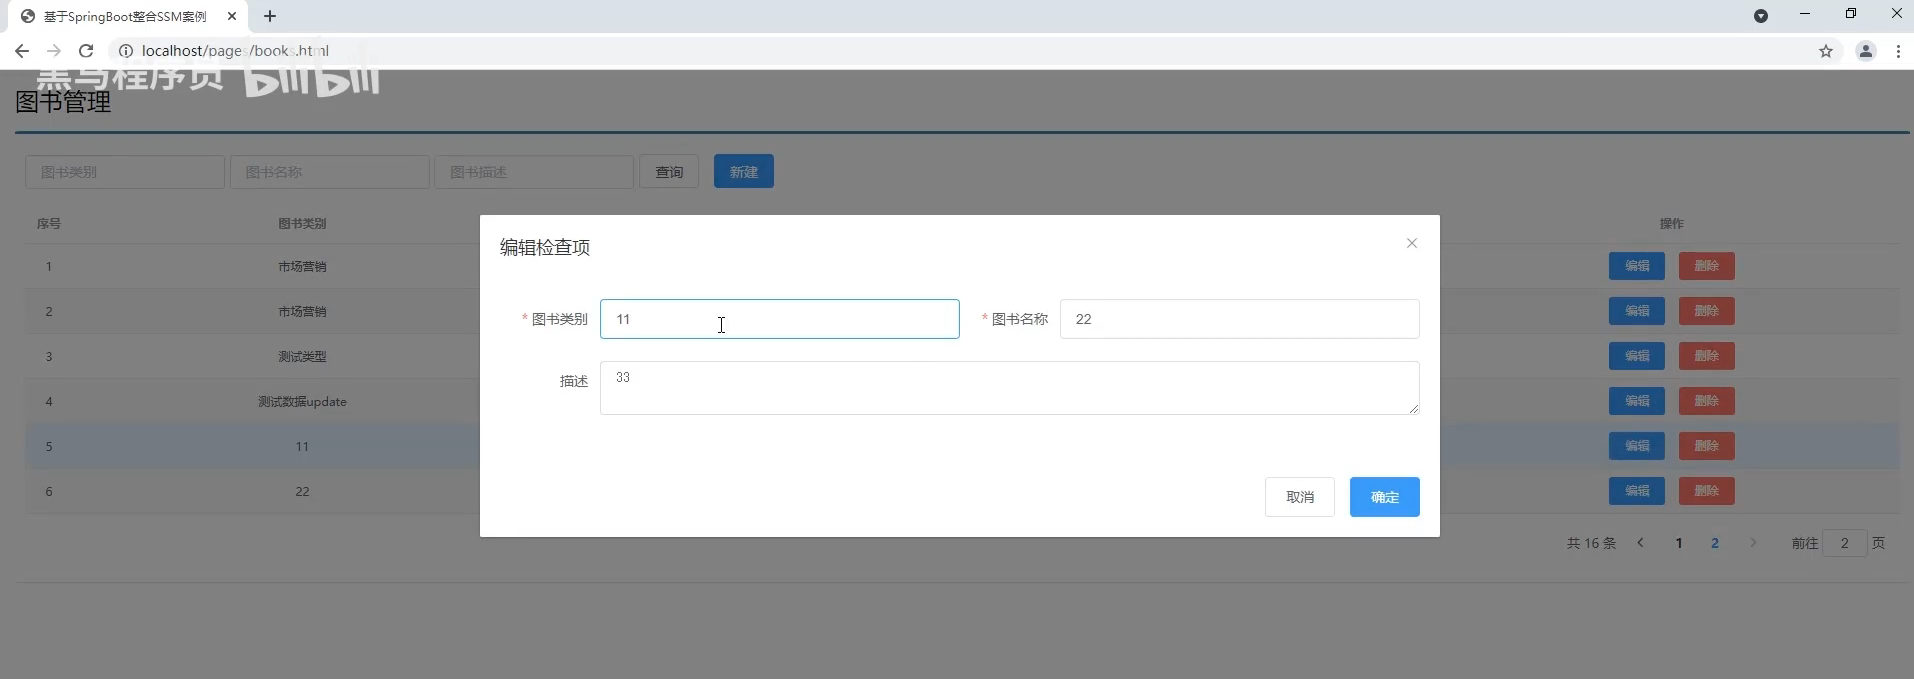 基于SpringBoot整合SSM案例
localhost/pages/books.html
黑马程序员 bilibili
图书管理
图书类别 图书名称 图书描述 查询 新建
序号 图书类别 操作
编辑检查项
1 市场营销 编辑 删除
2 市场营销 编辑 删除
* 图书类别 11 * 图书名称 22
3 测试类型 编辑 删除
描述 33
4 测试数据update 编辑 删除
5 11 编辑 删除
6 22 编辑 删除
取消 确定
共 16 条 1 2 前往 2 页